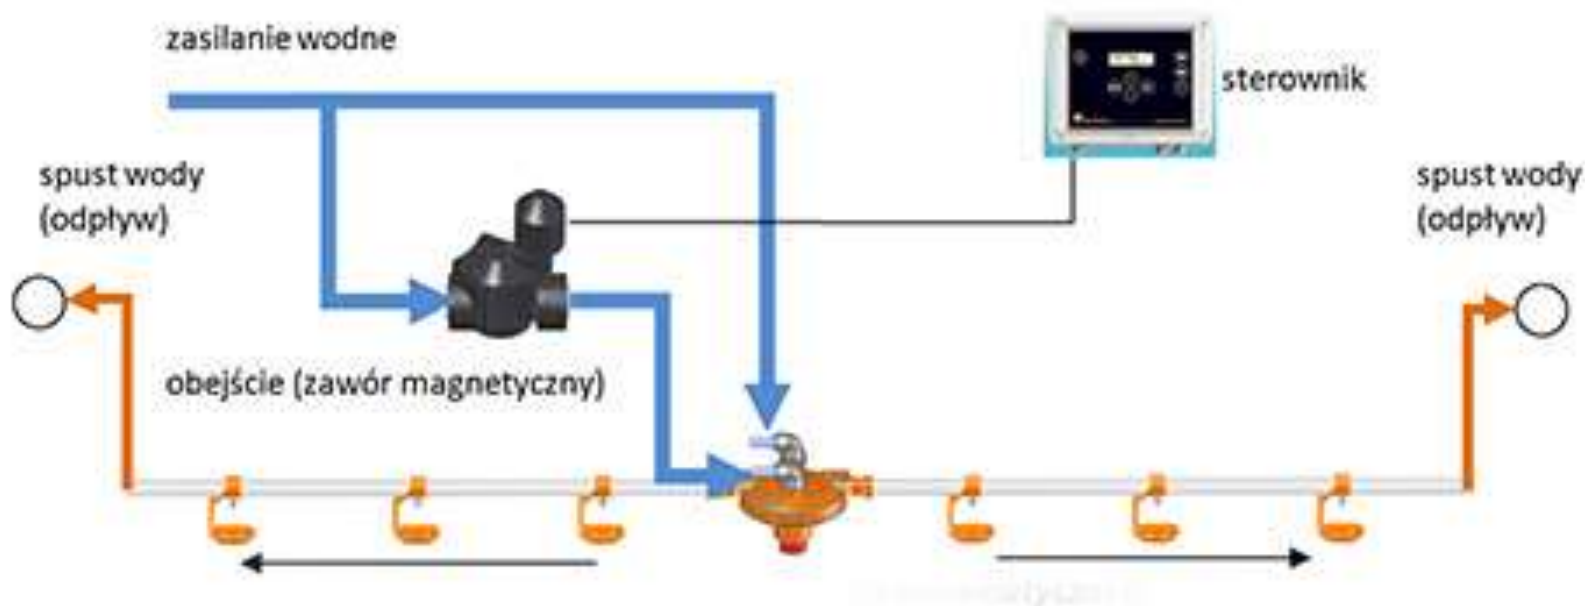 zasilanie wodne
sterownik
spust wody
(odpływ)
spust wody
(odpływ)
obejście (zawór magnetyczny)